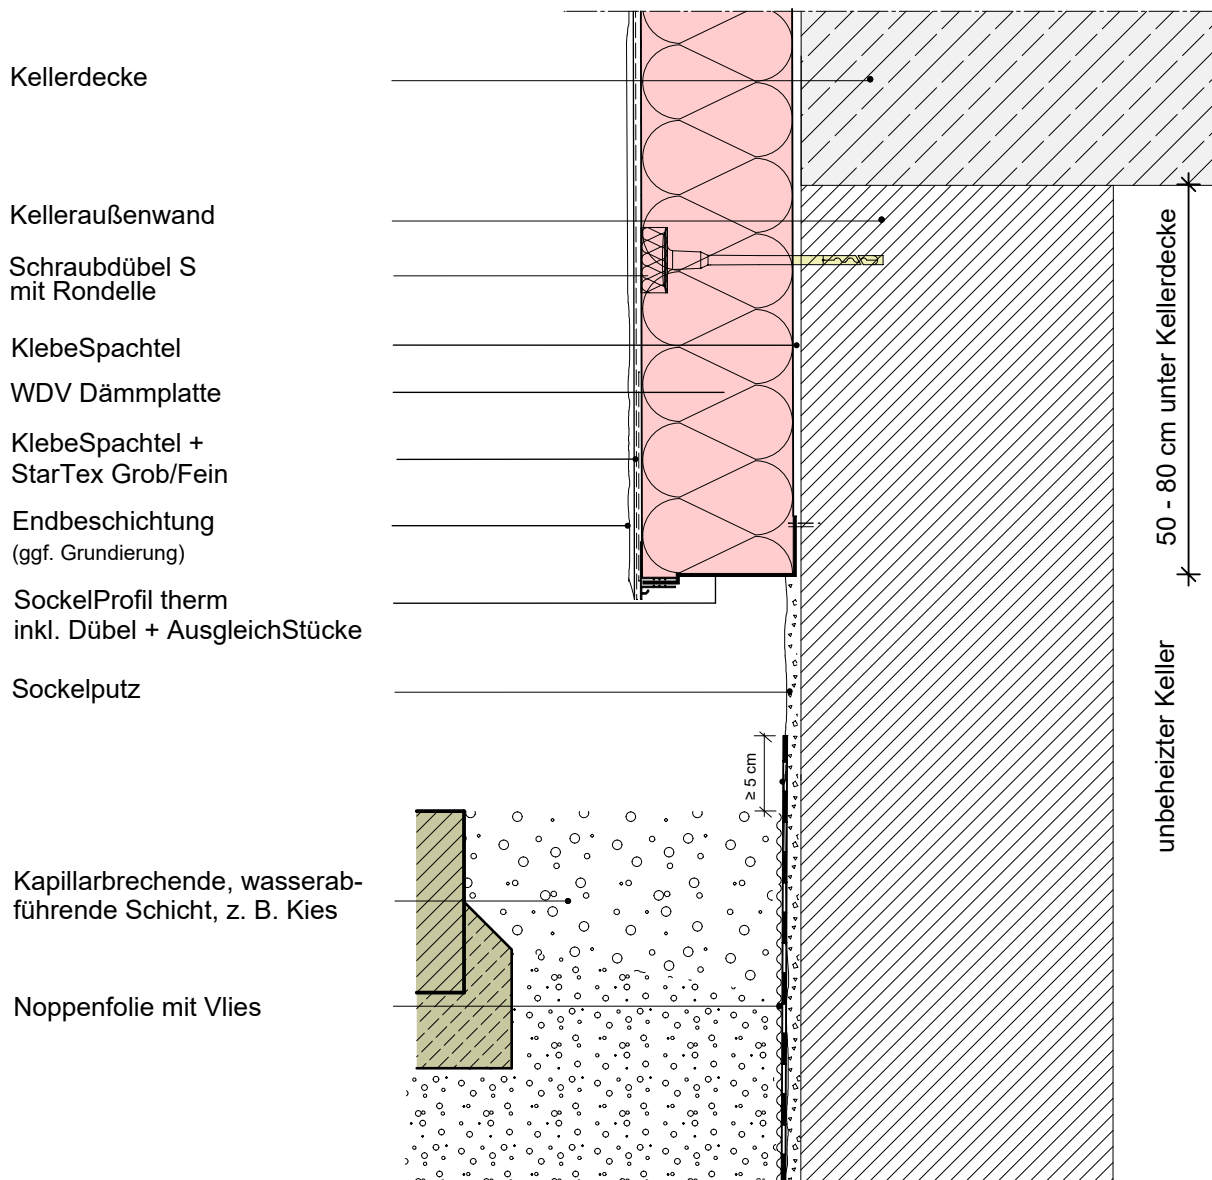 Kellerdecke
Kelleraußenwand
Schraubdübel S
mit Rondelle
KlebeSpachtel
WDV Dämmplatte
KlebeSpachtel +
StarTex Grob/Fein
Endbeschichtung
(ggf. Grundierung)
SockelProfil therm
inkl. Dübel + AusgleichStücke
Sockelputz
Kapillarbrechende, wasserab-
führende Schicht, z. B. Kies
Noppenfolie mit Vlies
≥ 5 cm
50 - 80 cm unter Kellerdecke
unbeheizter Keller